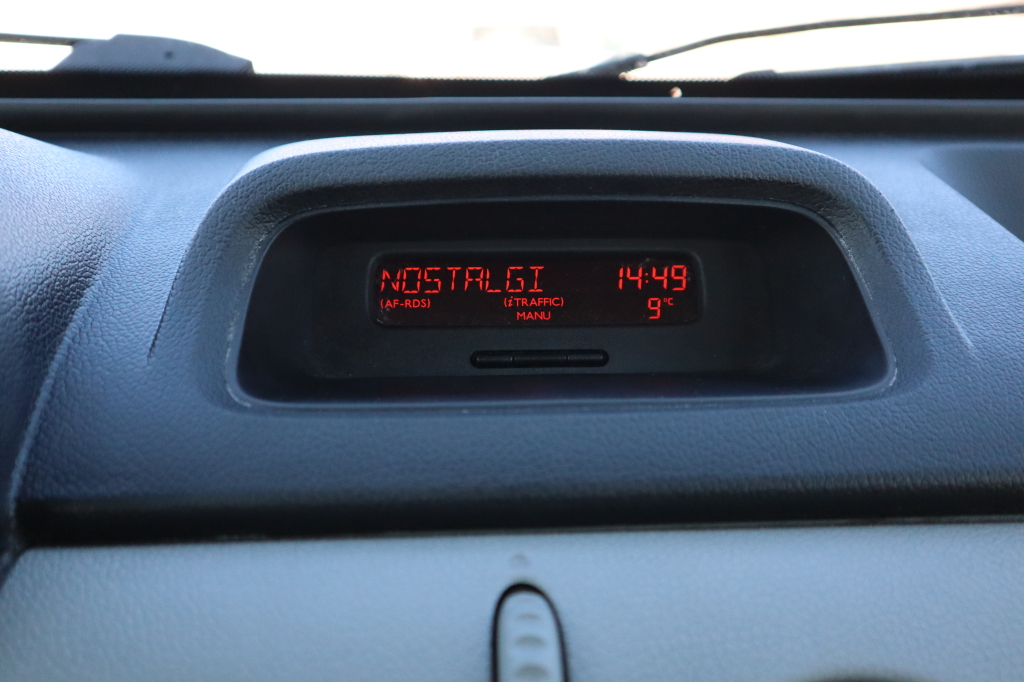 NOSTALGI 14:49
(AF-RDS) (i TRAFFIC) 9°C
MANU